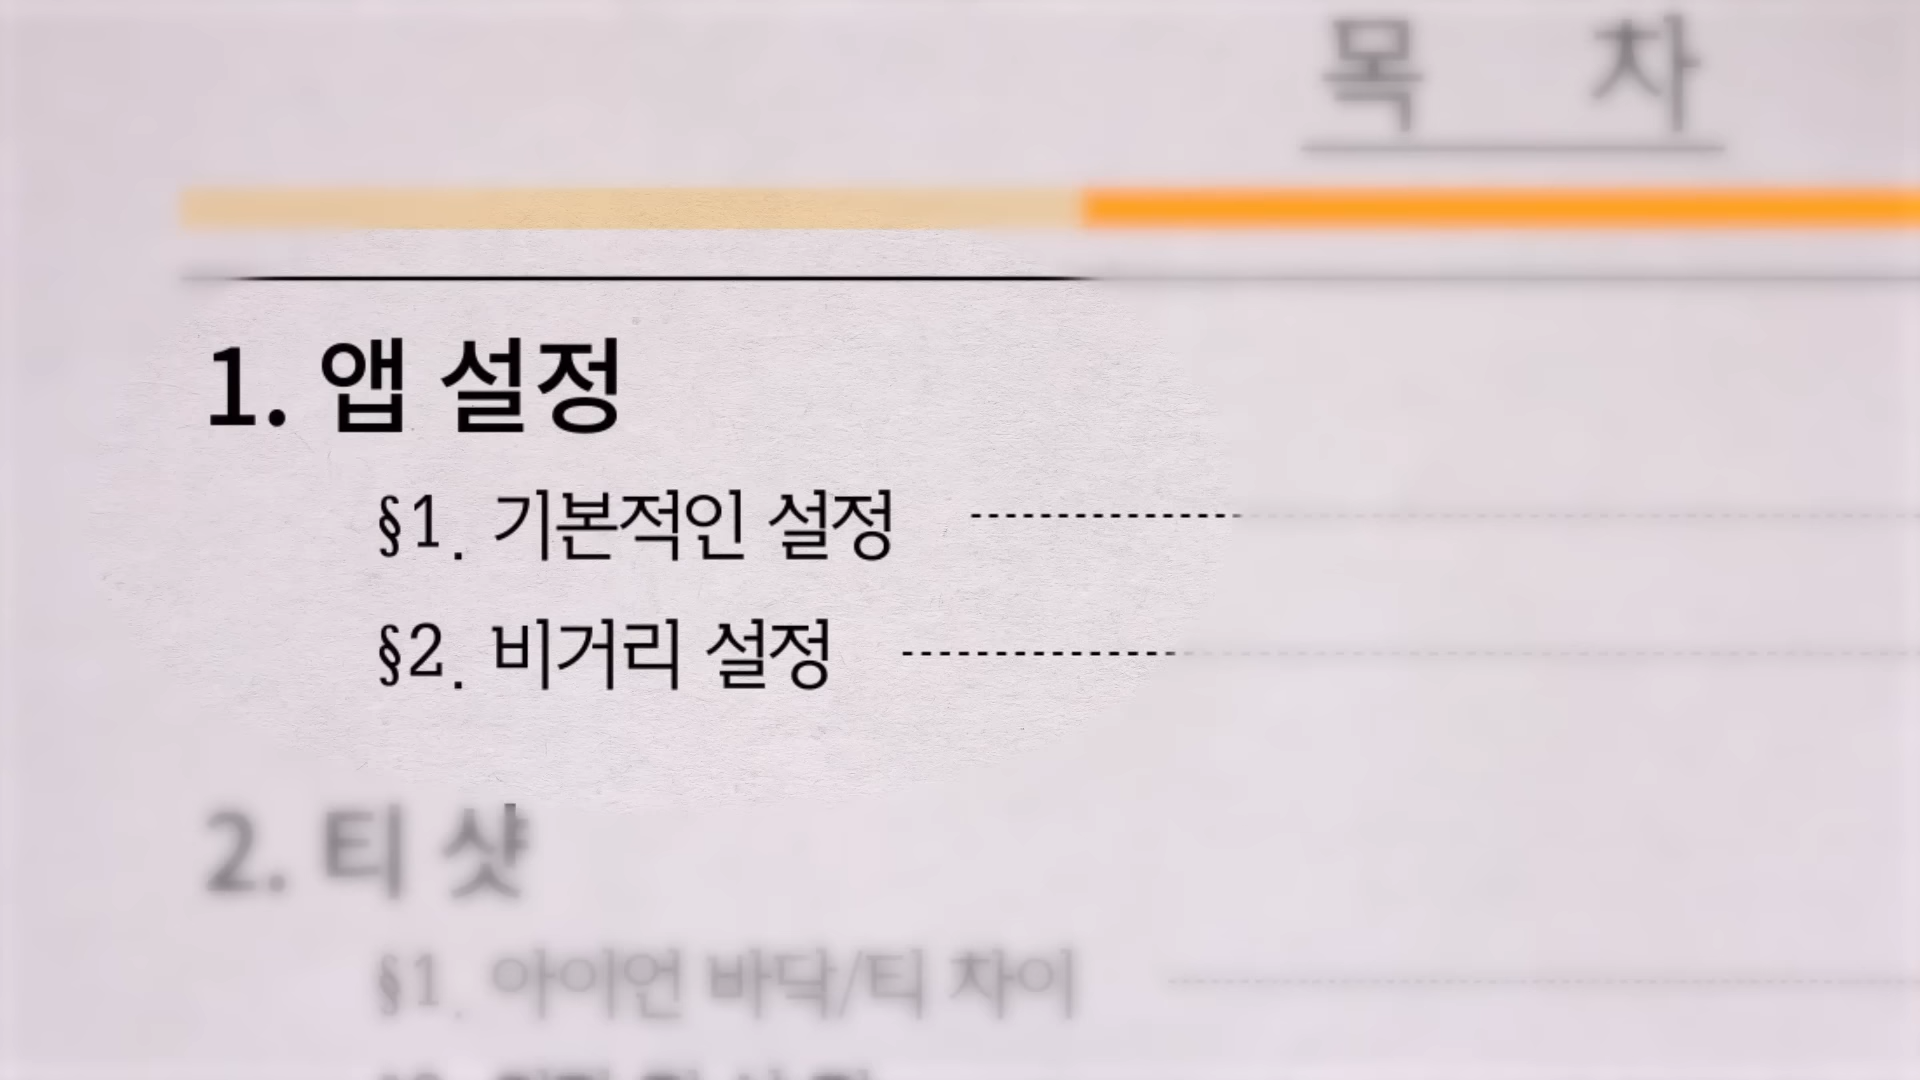 목 차
1. 앱 설정
§1. 기본적인 설정
§2. 비거리 설정
2. 티 샷
§1. 아이언 바닥/티 차이